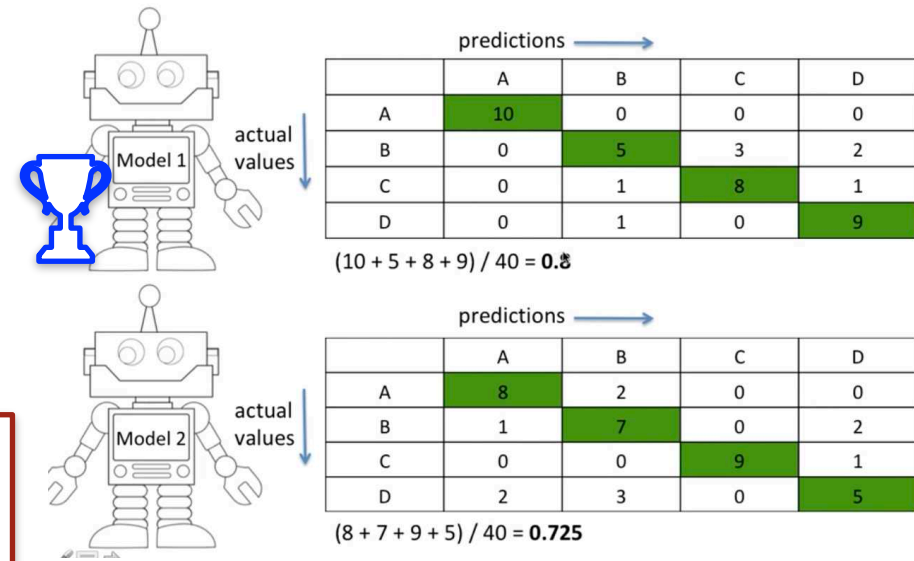 predictions
A B C D
A 10 0 0 0
actual
values
B 0 5 3 2
Model 1
C 0 1 8 1
D 0 1 0 9
(10 + 5 + 8 + 9) / 40 = 0.8
predictions
A B C D
A 8 2 0 0
actual
values
B 1 7 0 2
Model 2
C 0 0 9 1
D 2 3 0 5
(8 + 7 + 9 + 5) / 40 = 0.725